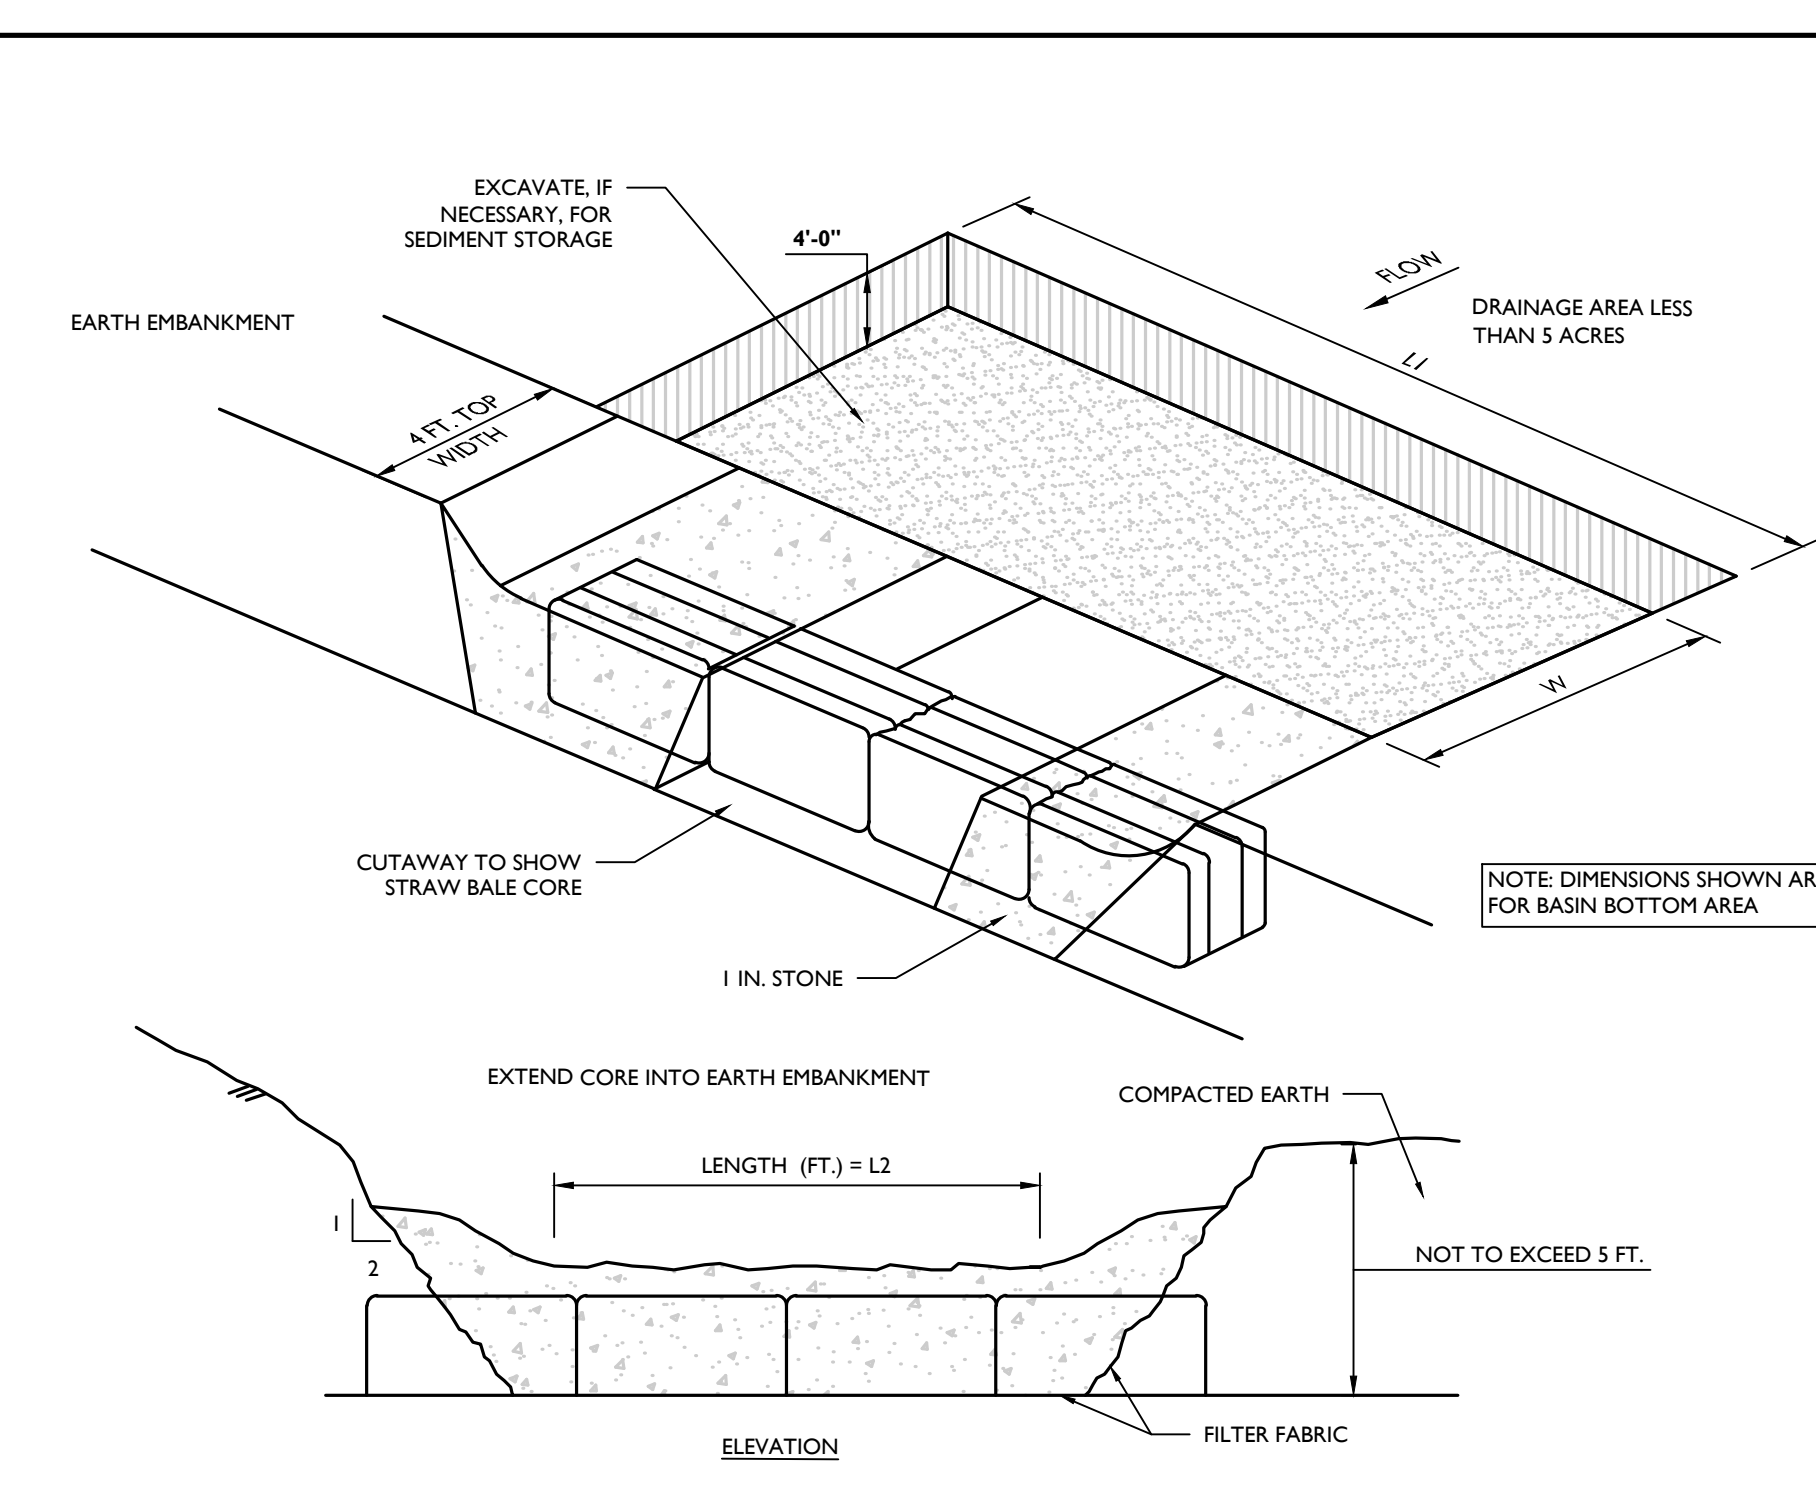 EXCAVATE, IF
NECESSARY, FOR
SEDIMENT STORAGE
4'-0"
FLOW
DRAINAGE AREA LESS
THAN 5 ACRES
L1
EARTH EMBANKMENT
4 FT. TOP
WIDTH
W
CUTAWAY TO SHOW
STRAW BALE CORE
NOTE: DIMENSIONS SHOWN AR
FOR BASIN BOTTOM AREA
1 IN. STONE
EXTEND CORE INTO EARTH EMBANKMENT
COMPACTED EARTH
LENGTH (FT.) = L2
1
2
NOT TO EXCEED 5 FT.
FILTER FABRIC
ELEVATION